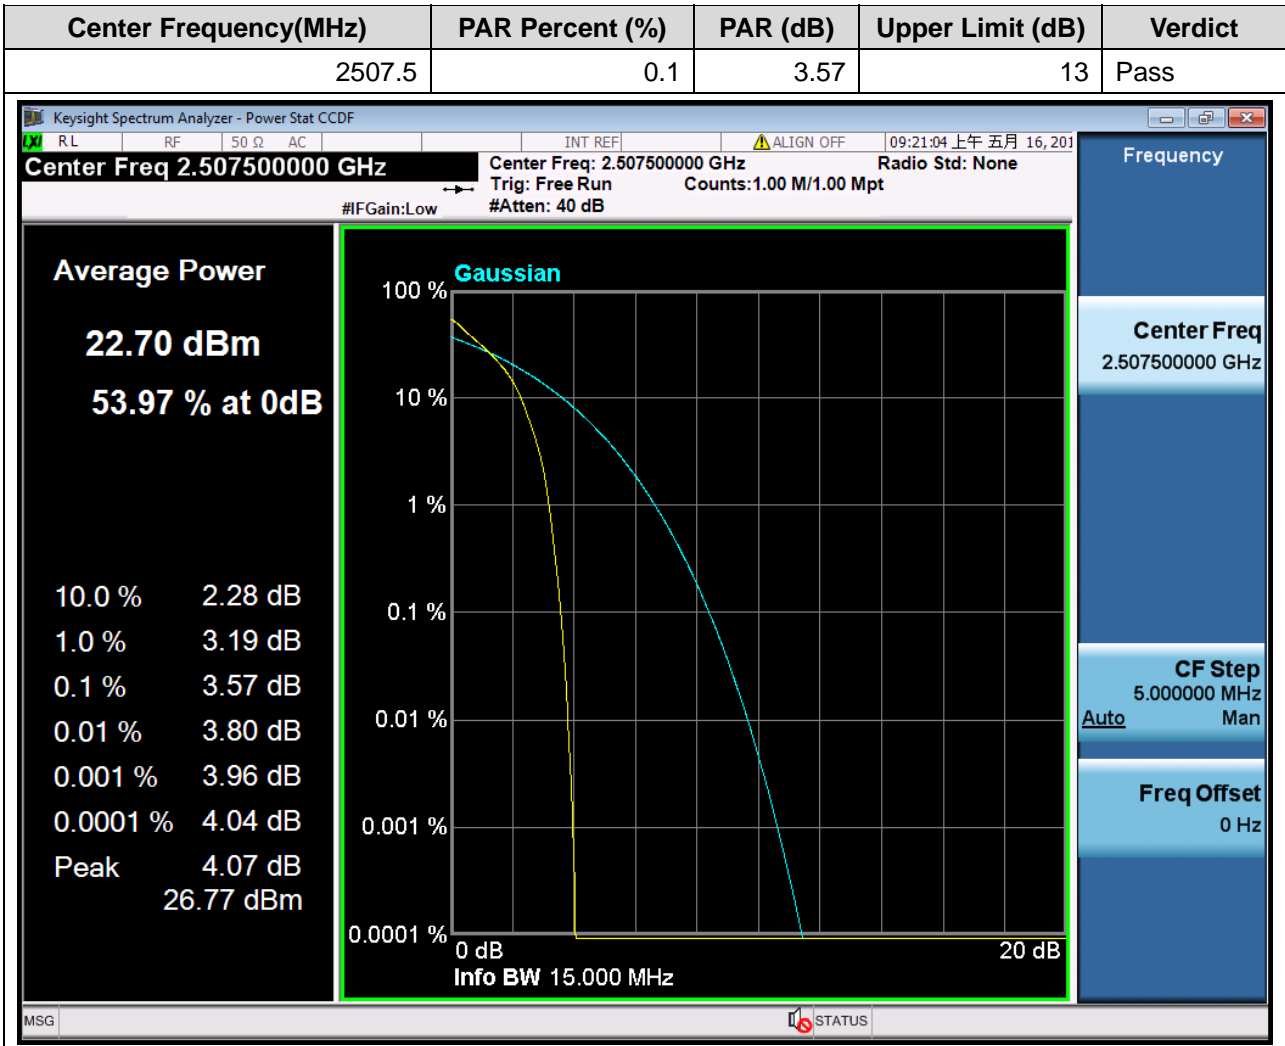 Center Frequency(MHz) PAR Percent (%) PAR (dB) Upper Limit (dB) Verdict
2507.5 0.1 3.57 13 Pass
Keysight Spectrum Analyzer - Power Stat CCDF
LXI RL RF 50 Ω AC INT REF ALIGN OFF 09:21:04 上午 五月 16, 201
Center Freq 2.507500000 GHz
Center Freq: 2.507500000 GHz Radio Std: None
Trig: Free Run Counts:1.00 M/1.00 Mpt
#IFGain:Low #Atten: 40 dB
Average Power
22.70 dBm
53.97 % at 0dB
10.0 % 2.28 dB
1.0 % 3.19 dB
0.1 % 3.57 dB
0.01 % 3.80 dB
0.001 % 3.96 dB
0.0001 % 4.04 dB
Peak 4.07 dB
26.77 dBm
Gaussian
100 %
10 %
1 %
0.1 %
0.01 %
0.001 %
0.0001 %
0 dB 20 dB
Info BW 15.000 MHz
Frequency
Center Freq
2.507500000 GHz
CF Step
5.000000 MHz
Auto Man
Freq Offset
0 Hz
MSG STATUS